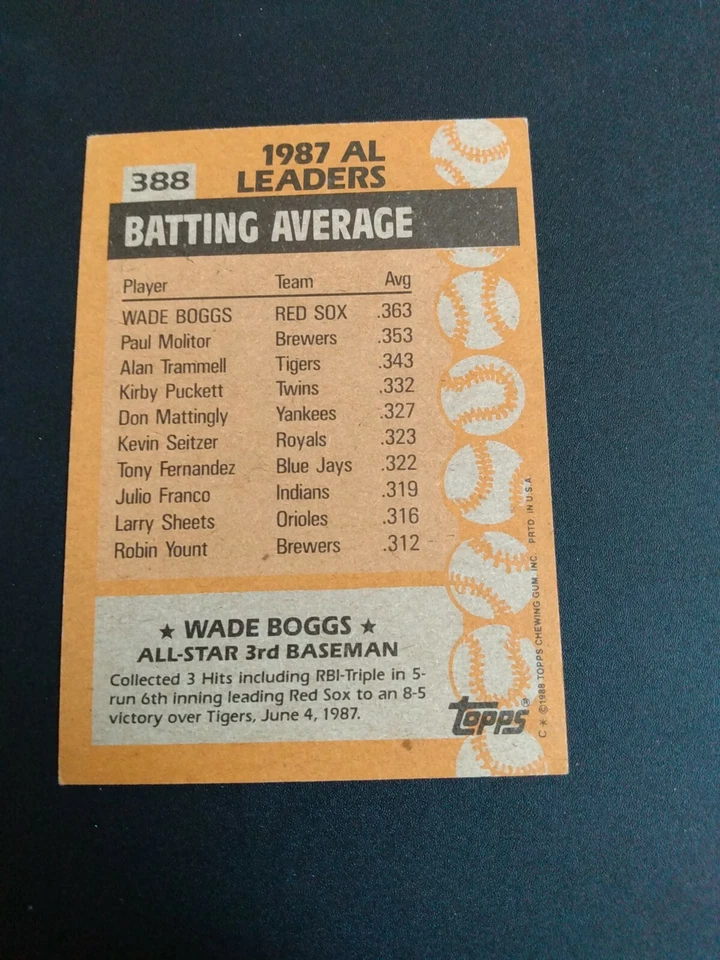 388
1987 AL
LEADERS
BATTING AVERAGE
Player Team Avg
WADE BOGGS RED SOX .363
Paul Molitor Brewers .353
Alan Trammell Tigers .343
Kirby Puckett Twins .332
Don Mattingly Yankees .327
Kevin Seitzer Royals .323
Tony Fernandez Blue Jays .322
Julio Franco Indians .319
Larry Sheets Orioles .316
Robin Yount Brewers .312
★ WADE BOGGS ★
ALL-STAR 3rd BASEMAN
Collected 3 Hits including RBI-Triple in 5-
run 6th inning leading Red Sox to an 8-5
victory over Tigers, June 4, 1987.
topps®
C * © 1988 TOPPS CHEWING GUM, INC. PRTD. IN U.S.A.